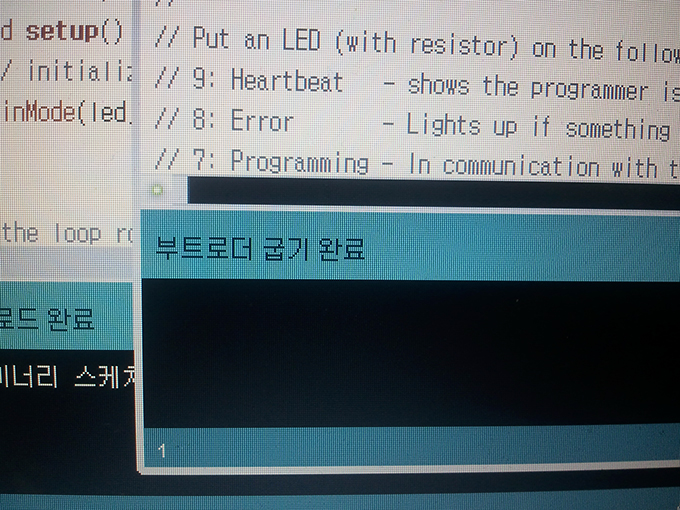 d setup()
/ initializ
inMode(led_
the loop ro
로드 완료
이너리 스케치
//
// Put an LED (with resistor) on the follow
// 9: Heartbeat - shows the programmer is
// 8: Error - Lights up if something
// 7: Programming - In communication with t
부트로더 굽기 완료
1